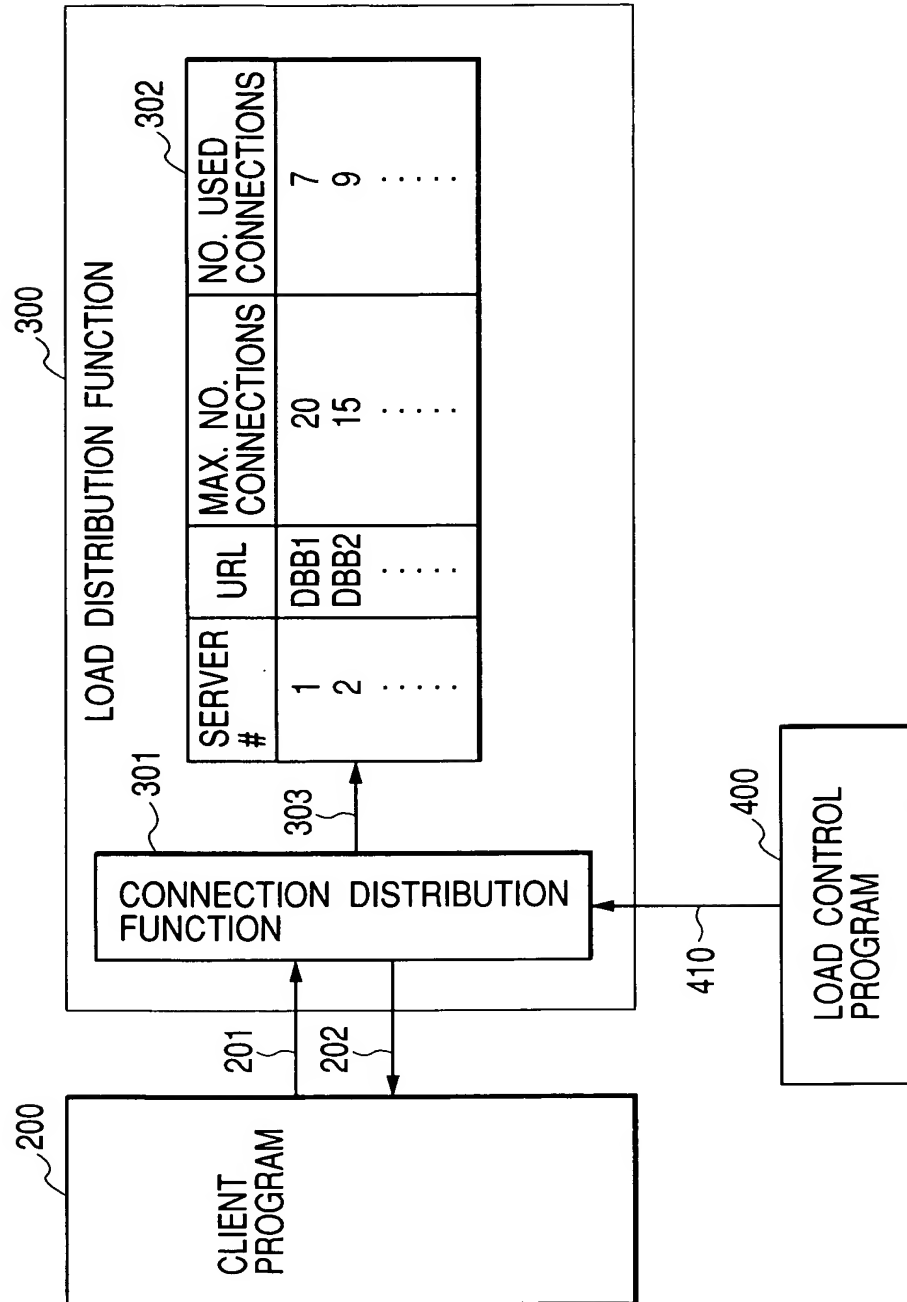 200
CLIENT
PROGRAM
201
202
300
LOAD DISTRIBUTION FUNCTION
301
CONNECTION DISTRIBUTION
FUNCTION
303
302
SERVER
#
URL
MAX. NO.
CONNECTIONS
NO. USED
CONNECTIONS
1 DBB1 20 7
2 DBB2 15 9
..... ..... ..... .....
410
400
LOAD CONTROL
PROGRAM